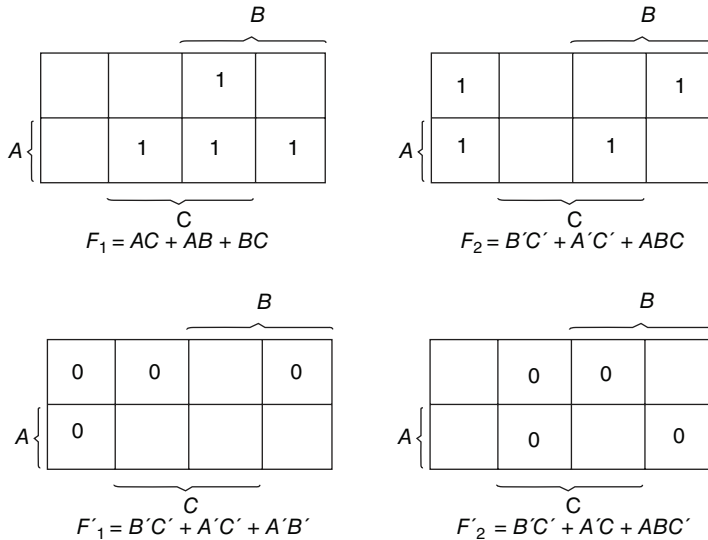 B B
1 1 1
A 1 1 1 A 1 1
C C
F1 = AC + AB + BC F2 = B′C′ + A′C′ + ABC
B B
0 0 0 0 0
A 0 A 0 0
C C
F′1 = B′C′ + A′C′ + A′B′ F′2 = B′C′ + A′C + ABC′